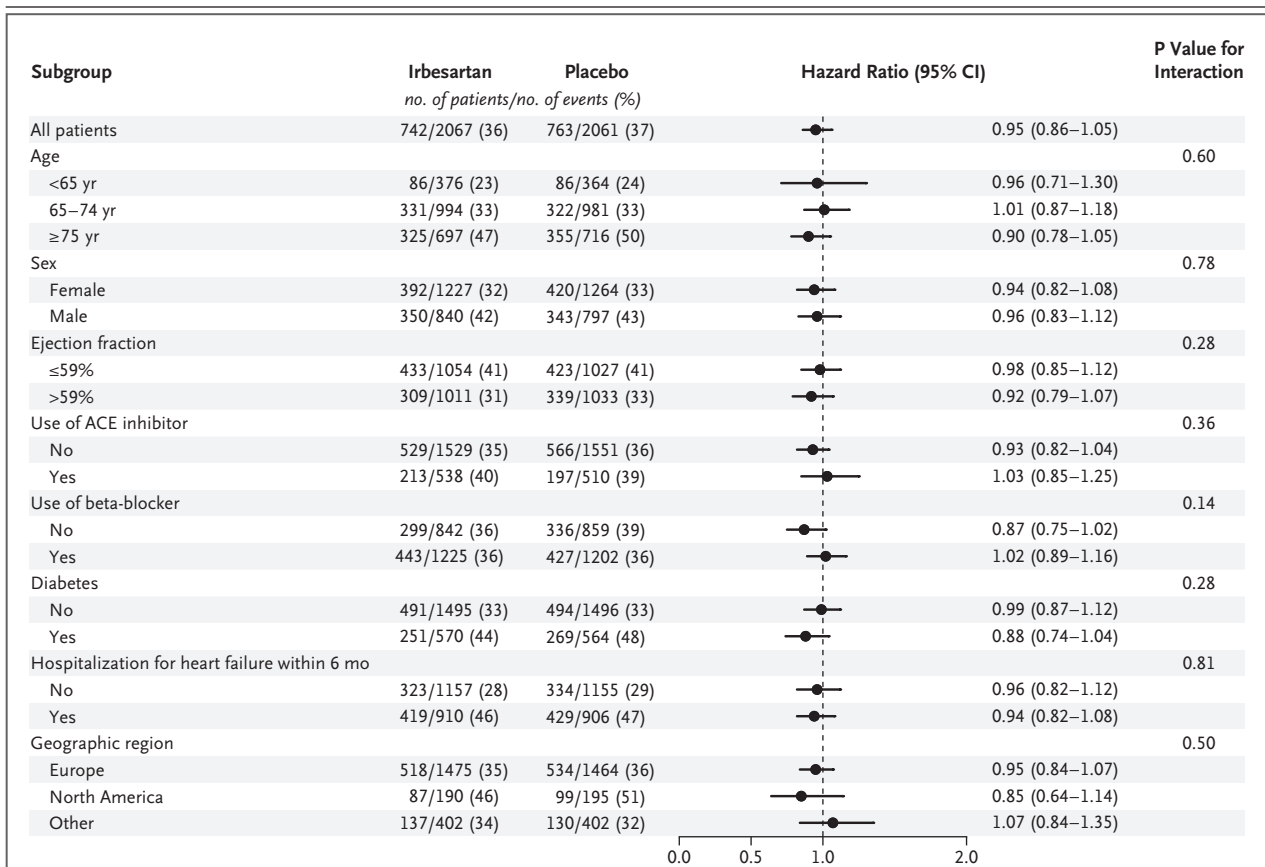 Subgroup Irbesartan Placebo Hazard Ratio (95% CI) P Value for Interaction
no. of patients/no. of events (%)
All patients 742/2067 (36) 763/2061 (37) 0.95 (0.86–1.05)
Age 0.60
<65 yr 86/376 (23) 86/364 (24) 0.96 (0.71–1.30)
65–74 yr 331/994 (33) 322/981 (33) 1.01 (0.87–1.18)
≥75 yr 325/697 (47) 355/716 (50) 0.90 (0.78–1.05)
Sex 0.78
Female 392/1227 (32) 420/1264 (33) 0.94 (0.82–1.08)
Male 350/840 (42) 343/797 (43) 0.96 (0.83–1.12)
Ejection fraction 0.28
≤59% 433/1054 (41) 423/1027 (41) 0.98 (0.85–1.12)
>59% 309/1011 (31) 339/1033 (33) 0.92 (0.79–1.07)
Use of ACE inhibitor 0.36
No 529/1529 (35) 566/1551 (36) 0.93 (0.82–1.04)
Yes 213/538 (40) 197/510 (39) 1.03 (0.85–1.25)
Use of beta-blocker 0.14
No 299/842 (36) 336/859 (39) 0.87 (0.75–1.02)
Yes 443/1225 (36) 427/1202 (36) 1.02 (0.89–1.16)
Diabetes 0.28
No 491/1495 (33) 494/1496 (33) 0.99 (0.87–1.12)
Yes 251/570 (44) 269/564 (48) 0.88 (0.74–1.04)
Hospitalization for heart failure within 6 mo 0.81
No 323/1157 (28) 334/1155 (29) 0.96 (0.82–1.12)
Yes 419/910 (46) 429/906 (47) 0.94 (0.82–1.08)
Geographic region 0.50
Europe 518/1475 (35) 534/1464 (36) 0.95 (0.84–1.07)
North America 87/190 (46) 99/195 (51) 0.85 (0.64–1.14)
Other 137/402 (34) 130/402 (32) 1.07 (0.84–1.35)
0.0 0.5 1.0 2.0